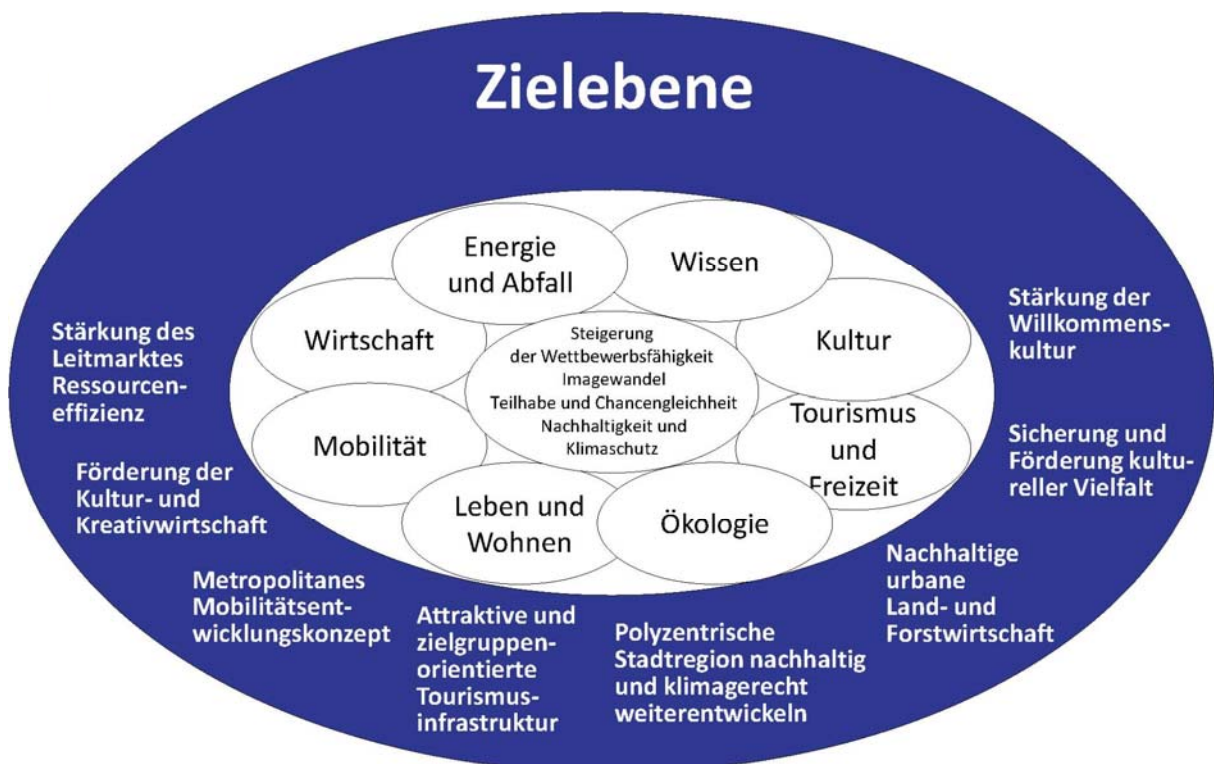 Zielebene
Energie
und Abfall
Wissen
Wirtschaft
Kultur
Steigerung
der Wettbewerbsfähigkeit
Imagewandel
Teilhabe und Chancengleichheit
Nachhaltigkeit und
Klimaschutz
Mobilität
Tourismus
und
Freizeit
Leben und
Wohnen
Ökologie
Stärkung des
Leitmarktes
Ressourcen-
effizienz
Förderung der
Kultur- und
Kreativwirtschaft
Metropolitanes
Mobilitätsent-
wicklungskonzept
Attraktive und
zielgruppen-
orientierte
Tourismus-
infrastruktur
Polyzentrische
Stadtregion nachhaltig
und klimagerecht
weiterentwickeln
Nachhaltige
urbane
Land- und
Forstwirtschaft
Sicherung und
Förderung kultu-
reller Vielfalt
Stärkung der
Willkommens-
kultur